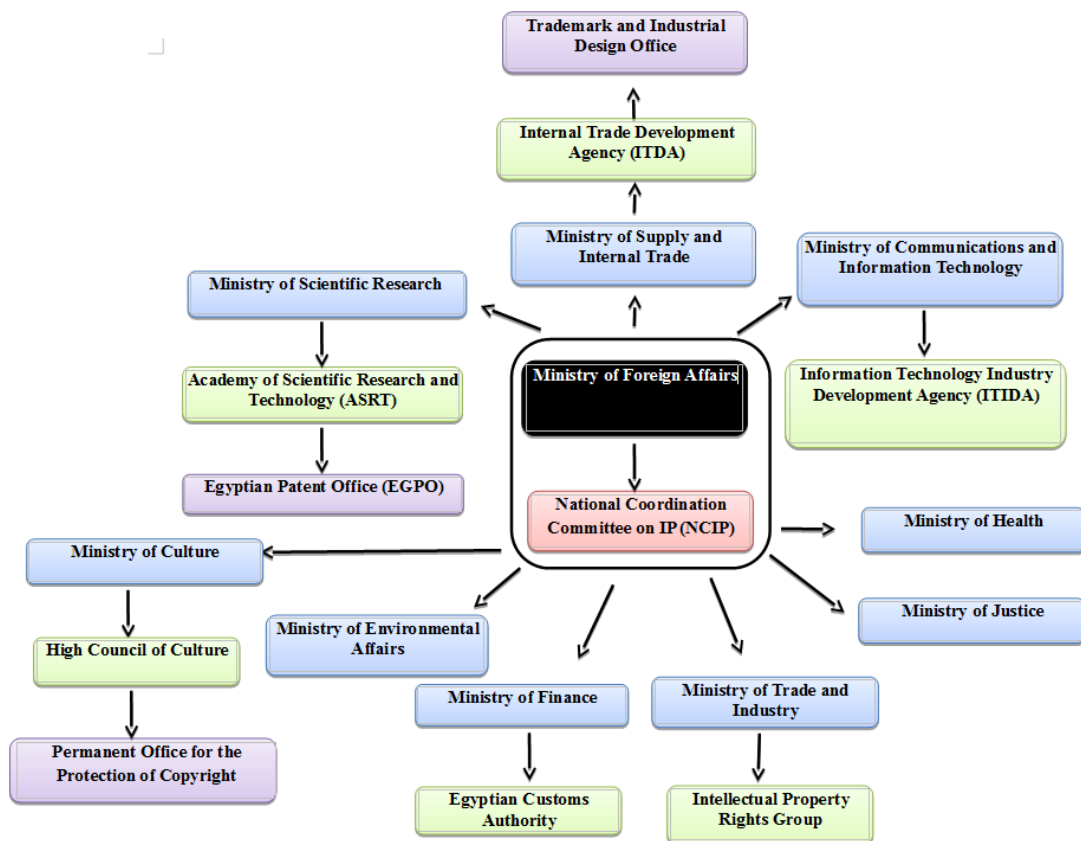 Trademark and Industrial
Design Office
Internal Trade Development
Agency (ITDA)
Ministry of Supply and
Internal Trade
Ministry of Communications and
Information Technology
Ministry of Scientific Research
Academy of Scientific Research and
Technology (ASRT)
Ministry of Foreign Affairs
Information Technology Industry
Development Agency (ITIDA)
Egyptian Patent Office (EGPO)
National Coordination
Committee on IP (NCIP)
Ministry of Health
Ministry of Culture
Ministry of Justice
Ministry of Environmental
Affairs
High Council of Culture
Ministry of Finance
Ministry of Trade and
Industry
Permanent Office for the
Protection of Copyright
Egyptian Customs
Authority
Intellectual Property
Rights Group